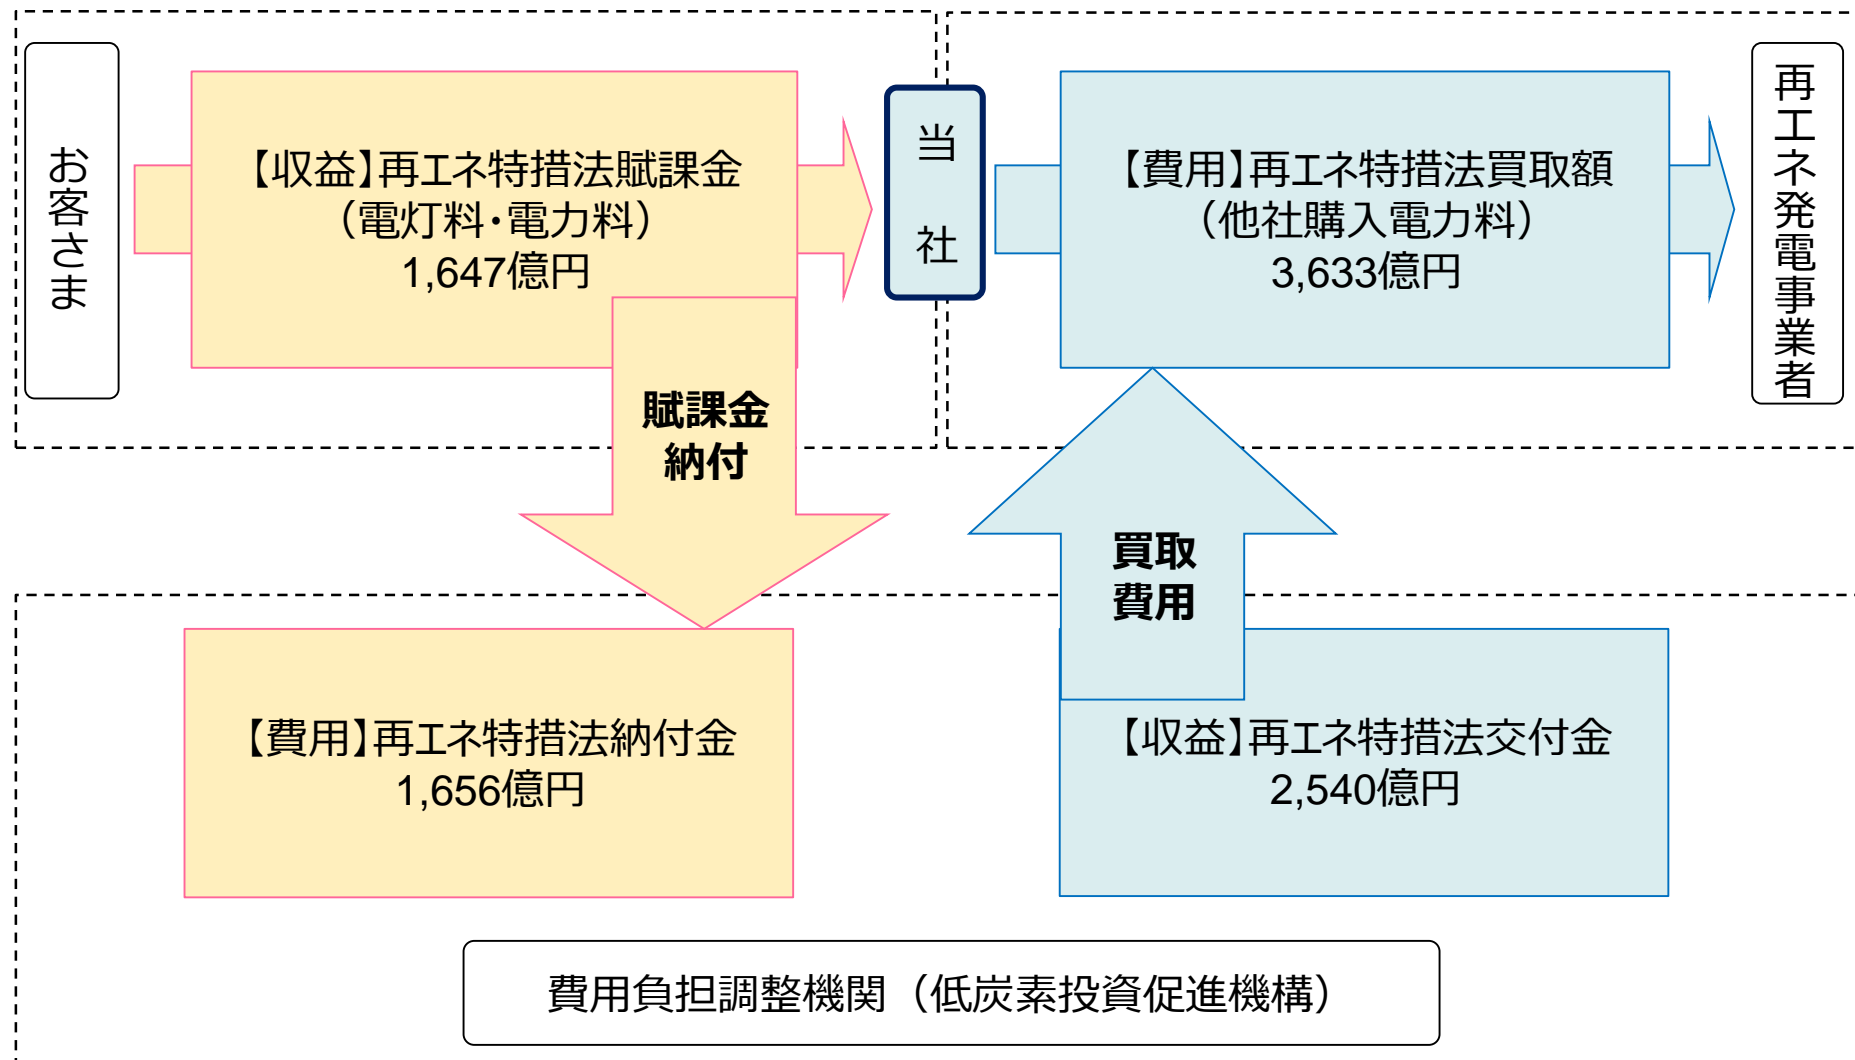 お客さま
【収益】再エネ特措法賦課金
（電灯料・電力料）
1,647億円
当社
【費用】再エネ特措法買取額
（他社購入電力料）
3,633億円
再エネ発電事業者
賦課金
納付
買取
費用
【費用】再エネ特措法納付金
1,656億円
【収益】再エネ特措法交付金
2,540億円
費用負担調整機関（低炭素投資促進機構）